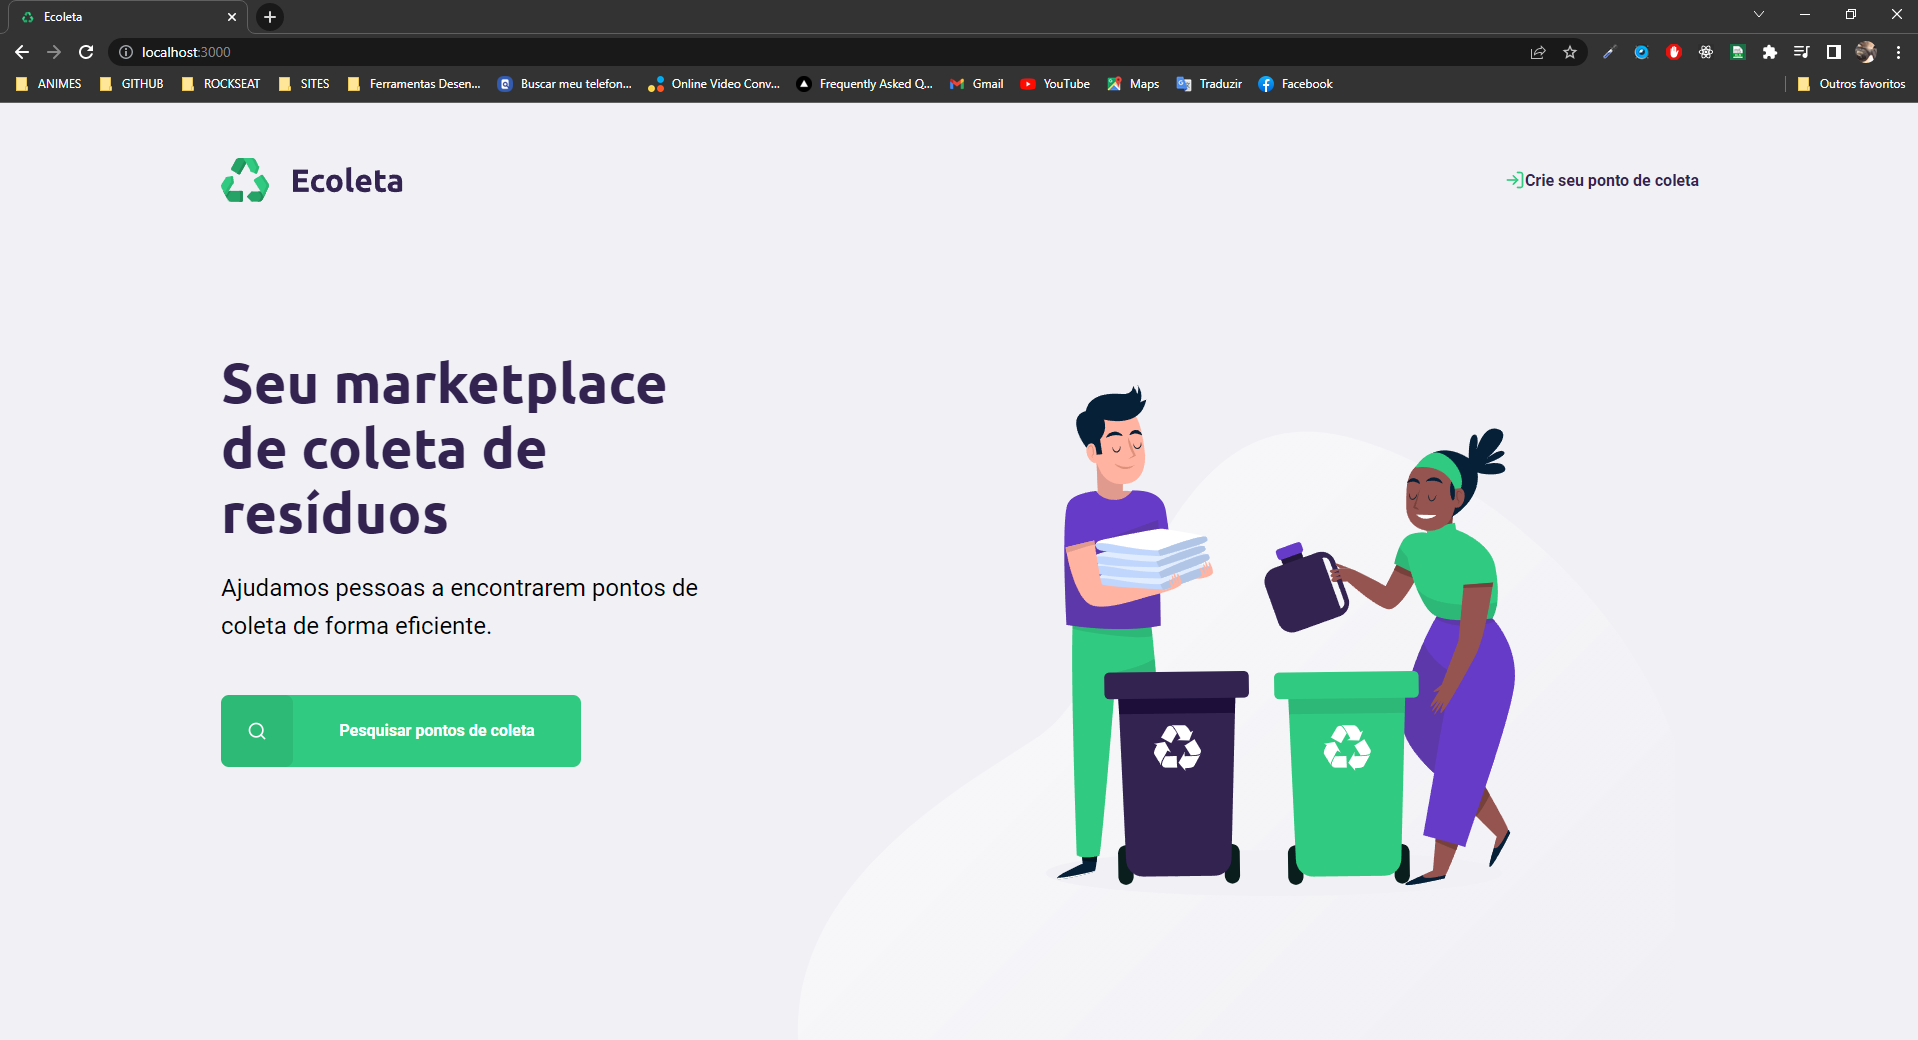 Ecoleta
localhost:3000
ANIMES GITHUB ROCKSEAT SITES Ferramentas Desen... Buscar meu telefon... Online Video Conv... Frequently Asked Q... Gmail YouTube Maps Traduzir Facebook Outros favoritos
Ecoleta
Crie seu ponto de coleta
Seu marketplace
de coleta de
resíduos
Ajudamos pessoas a encontrarem pontos de
coleta de forma eficiente.
Pesquisar pontos de coleta